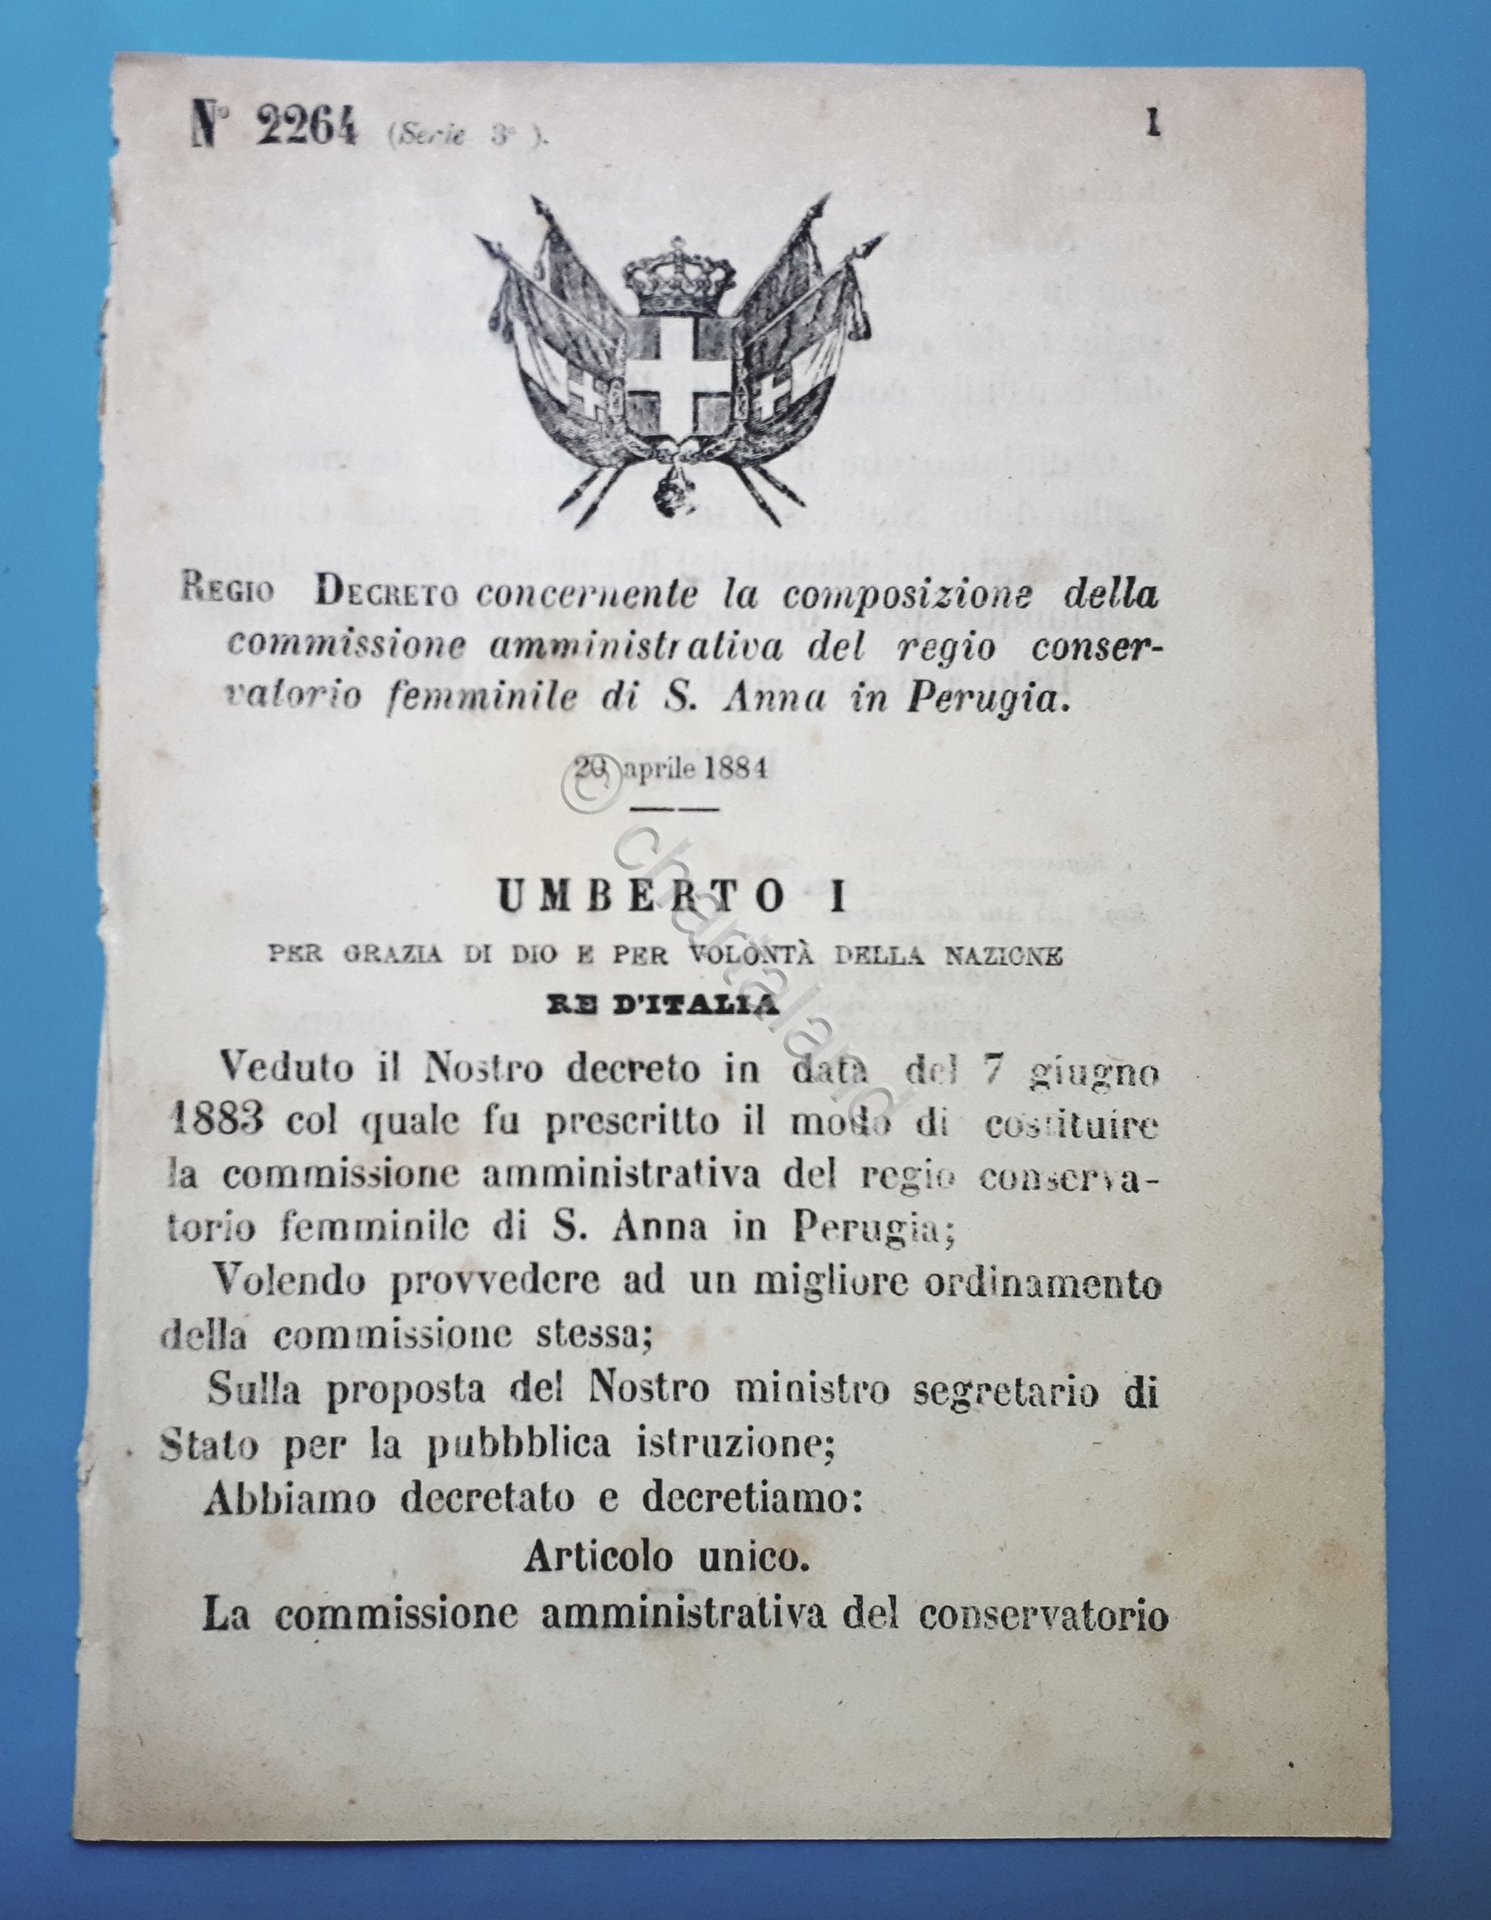 N° 2264 (Serie 3ª ). 1
REGIO DECRETO concernente la composizione della
commissione amministrativa del regio conser-
vatorio femminile di S. Anna in Perugia.
20 aprile 1884
UMBERTO I
PER GRAZIA DI DIO E PER VOLONTÀ DELLA NAZIONE
RE D'ITALIA
Veduto il Nostro decreto in data del 7 giugno
1883 col quale fu prescritto il modo di costituire
la commissione amministrativa del regio conserva-
torio femminile di S. Anna in Perugia;
Volendo provvedere ad un migliore ordinamento
della commissione stessa;
Sulla proposta del Nostro ministro segretario di
Stato per la pubbblica istruzione;
Abbiamo decretato e decretiamo:
Articolo unico.
La commissione amministrativa del conservatorio
© chartaland